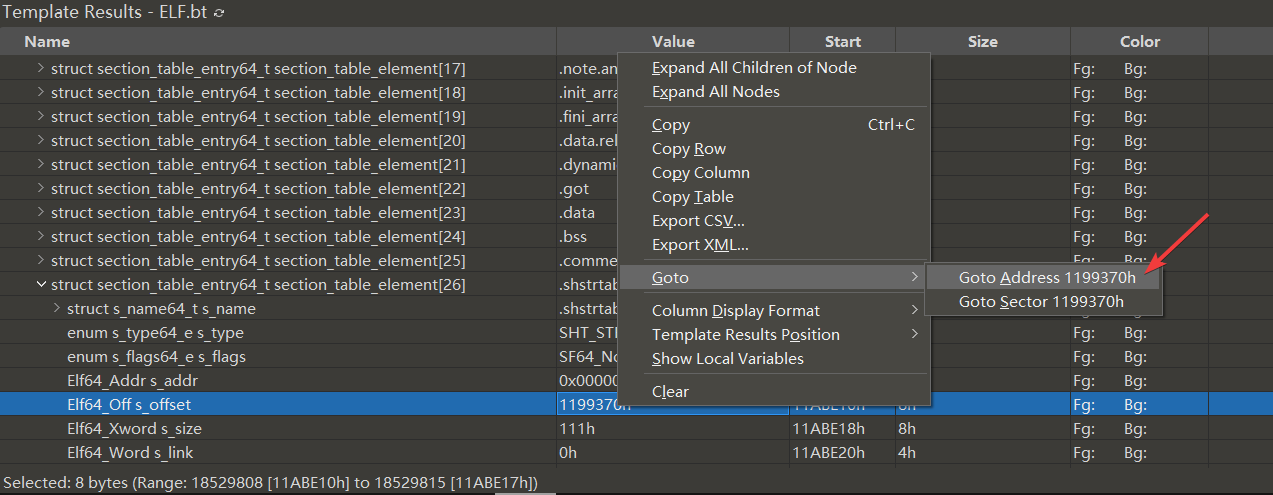 Template Results - ELF.bt
Name Value Start Size Color
struct section_table_entry64_t section_table_element[17] .note.an Fg: Bg:
Expand All Children of Node
struct section_table_entry64_t section_table_element[18] .init_arra Fg: Bg:
Expand All Nodes
struct section_table_entry64_t section_table_element[19] .fini_arra Fg: Bg:
Copy Ctrl+C
struct section_table_entry64_t section_table_element[20] .data.rel Fg: Bg:
Copy Row
struct section_table_entry64_t section_table_element[21] .dynamic Fg: Bg:
Copy Column
struct section_table_entry64_t section_table_element[22] .got Fg: Bg:
Copy Table
struct section_table_entry64_t section_table_element[23] .data Fg: Bg:
Export CSV...
struct section_table_entry64_t section_table_element[24] .bss Fg: Bg:
Export XML...
struct section_table_entry64_t section_table_element[25] .comme Fg: Bg:
Goto
Goto Address 1199370h
struct section_table_entry64_t section_table_element[26] .shstrtab Fg: Bg:
Goto Sector 1199370h
struct s_name64_t s_name .shstrtab Fg: Bg:
Column Display Format
enum s_type64_e s_type SHT_STR Fg: Bg:
Template Results Position
enum s_flags64_e s_flags SF64_No Fg: Bg:
Show Local Variables
Elf64_Addr s_addr 0x00000 Fg: Bg:
Clear
Elf64_Off s_offset 1199370h 11ABE10h 8h Fg: Bg:
Elf64_Xword s_size 111h 11ABE18h 8h Fg: Bg:
Elf64_Word s_link 0h 11ABE20h 4h Fg: Bg:
Selected: 8 bytes (Range: 18529808 [11ABE10h] to 18529815 [11ABE17h])